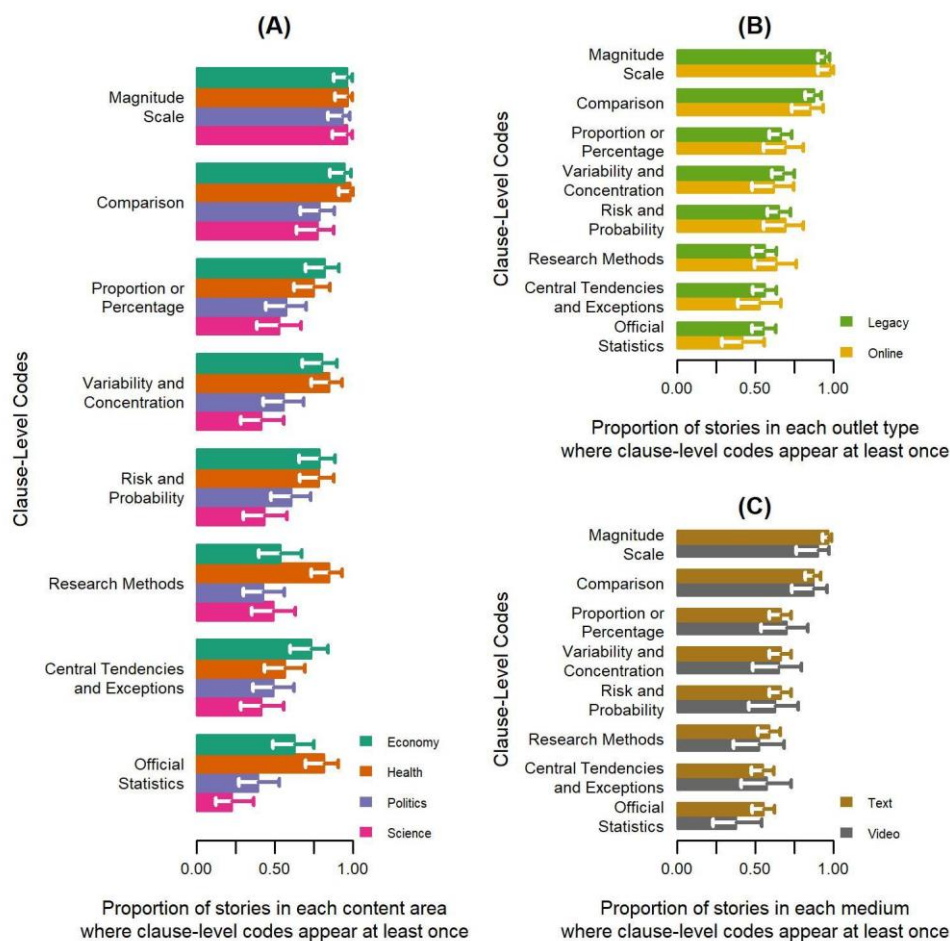 (A)
Clause-Level Codes
Magnitude
Scale
Comparison
Proportion or
Percentage
Variability and
Concentration
Risk and
Probability
Research Methods
Central Tendencies
and Exceptions
Official
Statistics
Economy
Health
Politics
Science
0.00
0.50
1.00
Proportion of stories in each content area
where clause-level codes appear at least once
(B)
Clause-Level Codes
Magnitude
Scale
Comparison
Proportion or
Percentage
Variability and
Concentration
Risk and
Probability
Research Methods
Central Tendencies
and Exceptions
Official
Statistics
Legacy
Online
0.00
0.50
1.00
Proportion of stories in each outlet type
where clause-level codes appear at least once
(C)
Clause-Level Codes
Magnitude
Scale
Comparison
Proportion or
Percentage
Variability and
Concentration
Risk and
Probability
Research Methods
Central Tendencies
and Exceptions
Official
Statistics
Text
Video
0.00
0.50
1.00
Proportion of stories in each medium
where clause-level codes appear at least once